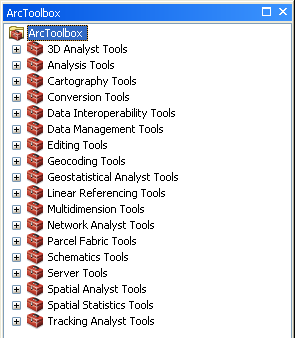 ArcToolbox
ArcToolbox
3D Analyst Tools
Analysis Tools
Cartography Tools
Conversion Tools
Data Interoperability Tools
Data Management Tools
Editing Tools
Geocoding Tools
Geostatistical Analyst Tools
Linear Referencing Tools
Multidimension Tools
Network Analyst Tools
Parcel Fabric Tools
Schematics Tools
Server Tools
Spatial Analyst Tools
Spatial Statistics Tools
Tracking Analyst Tools